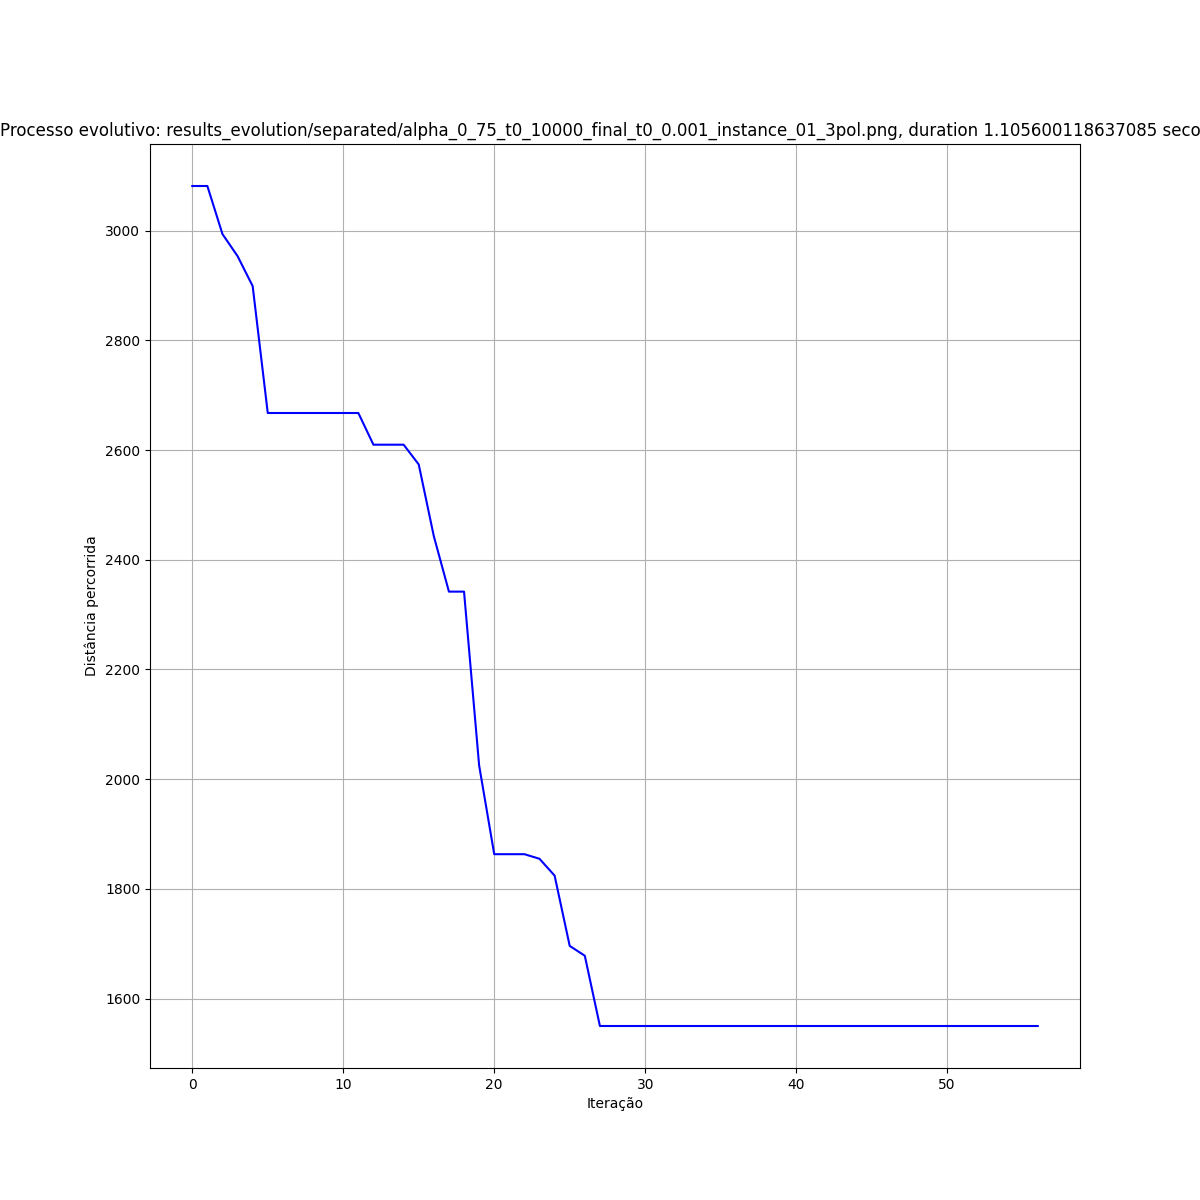 Processo evolutivo: results_evolution/separated/alpha_0_75_t0_10000_final_t0_0.001_instance_01_3pol.png, duration 1.105600118637085 seco
3000
2800
2600
2400
2200
2000
1800
1600
Distância percorrida
0 10 20 30 40 50
Iteração